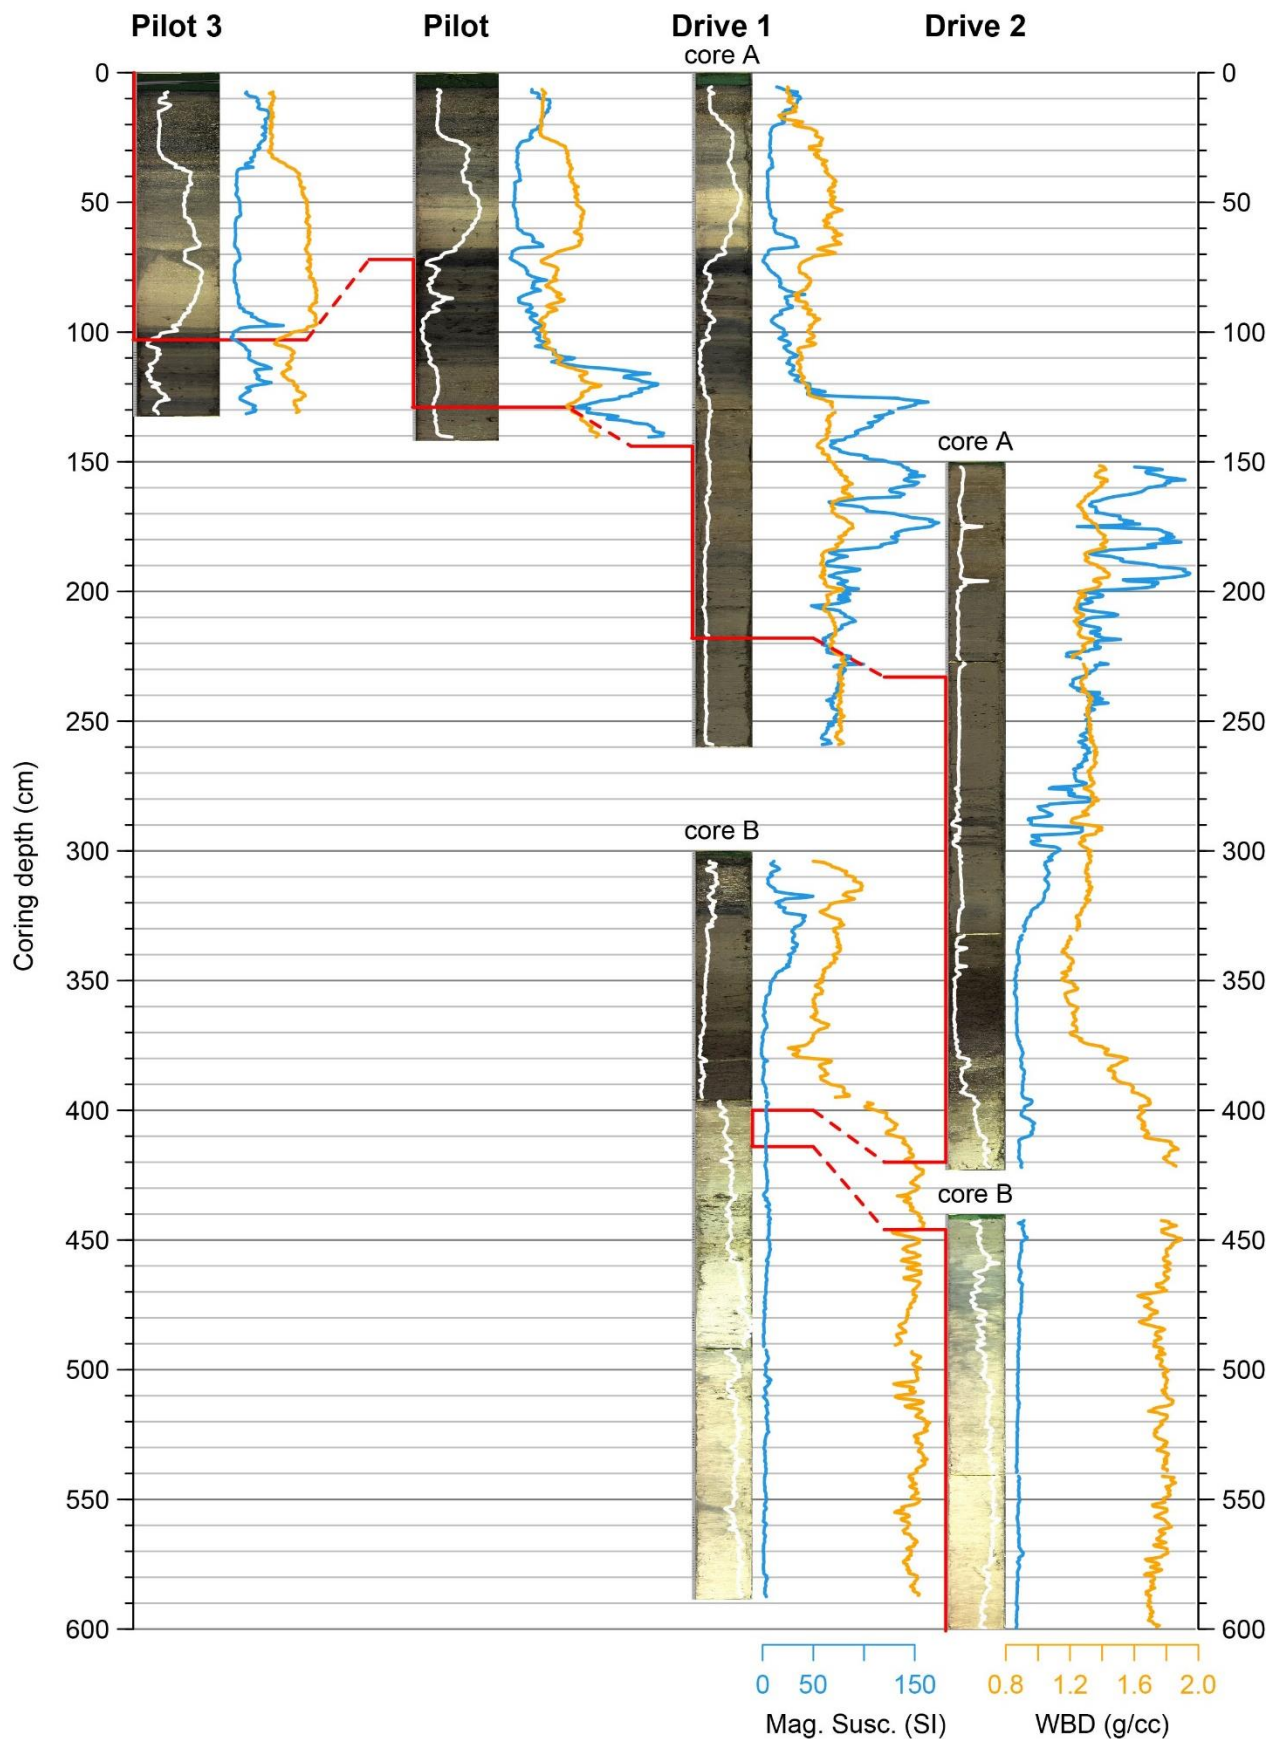 Pilot 3 Pilot Drive 1 Drive 2
core A
0 0
50 50
100 100
core A
150 150
200 200
250 250
Coring depth (cm)
core B
300 300
350 350
400 400
core B
450 450
500 500
550 550
600 600
0 50 150 0.8 1.2 1.6 2.0
Mag. Susc. (SI) WBD (g/cc)